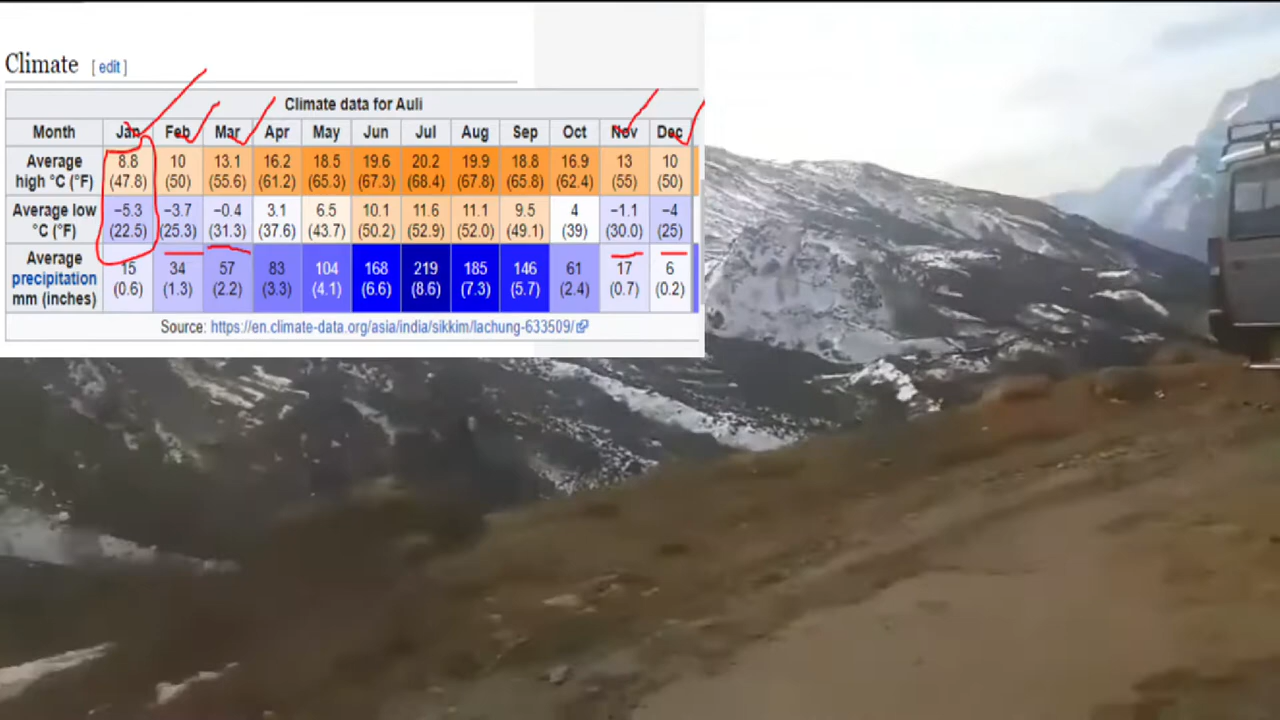 Climate [ edit ]
Climate data for Auli
Month Jan Feb Mar Apr May Jun Jul Aug Sep Oct Nov Dec
Average high °C (°F) 8.8 (47.8) 10 (50) 13.1 (55.6) 16.2 (61.2) 18.5 (65.3) 19.6 (67.3) 20.2 (68.4) 19.9 (67.8) 18.8 (65.8) 16.9 (62.4) 13 (55) 10 (50)
Average low °C (°F) −5.3 (22.5) −3.7 (25.3) −0.4 (31.3) 3.1 (37.6) 6.5 (43.7) 10.1 (50.2) 11.6 (52.9) 11.1 (52.0) 9.5 (49.1) 4 (39) −1.1 (30.0) −4 (25)
Average precipitation mm (inches) 15 (0.6) 34 (1.3) 57 (2.2) 83 (3.3) 104 (4.1) 168 (6.6) 219 (8.6) 185 (7.3) 146 (5.7) 61 (2.4) 17 (0.7) 6 (0.2)
Source: https://en.climate-data.org/asia/india/sikkim/lachung-633509/